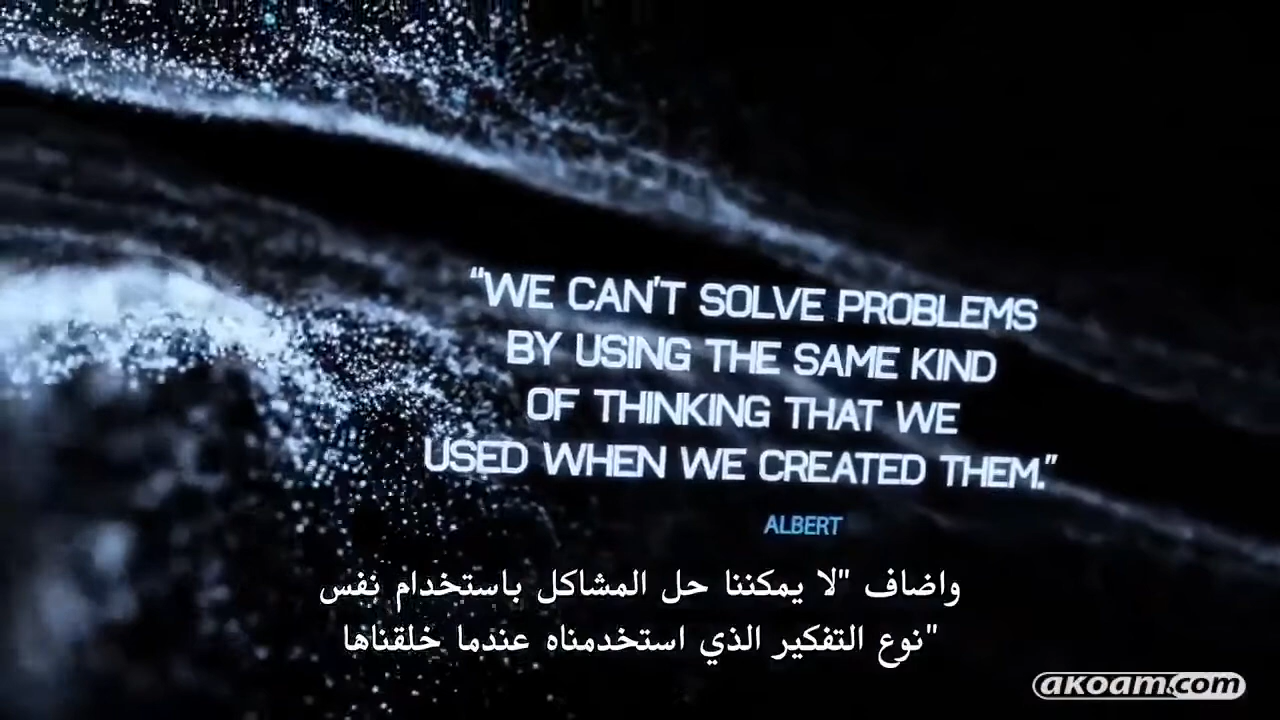 “WE CAN'T SOLVE PROBLEMS
BY USING THE SAME KIND
OF THINKING THAT WE
USED WHEN WE CREATED THEM.”
ALBERT
واضاف "لا يمكننا حل المشاكل باستخدام نفس
نوع التفكير الذي استخدمناه عندما خلقناها"
akoam.com